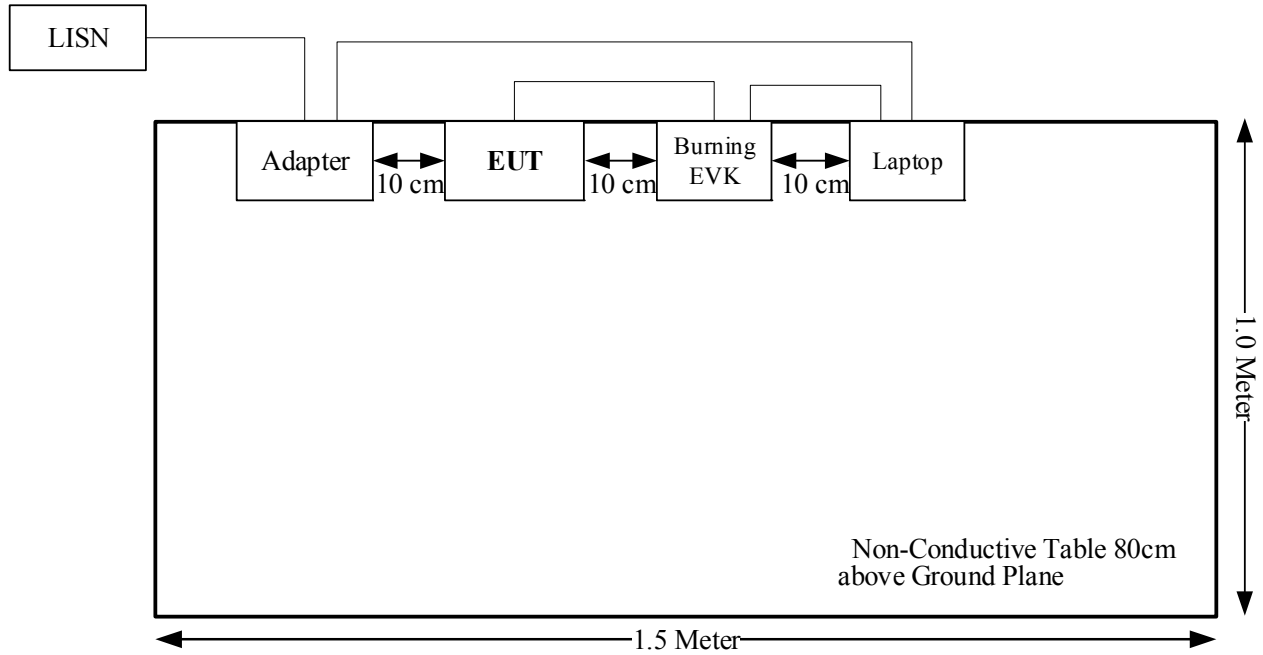 LISN
Adapter
EUT
Burning
EVK
Laptop
10 cm
10 cm
10 cm
1.0 Meter
Non-Conductive Table 80cm
above Ground Plane
1.5 Meter